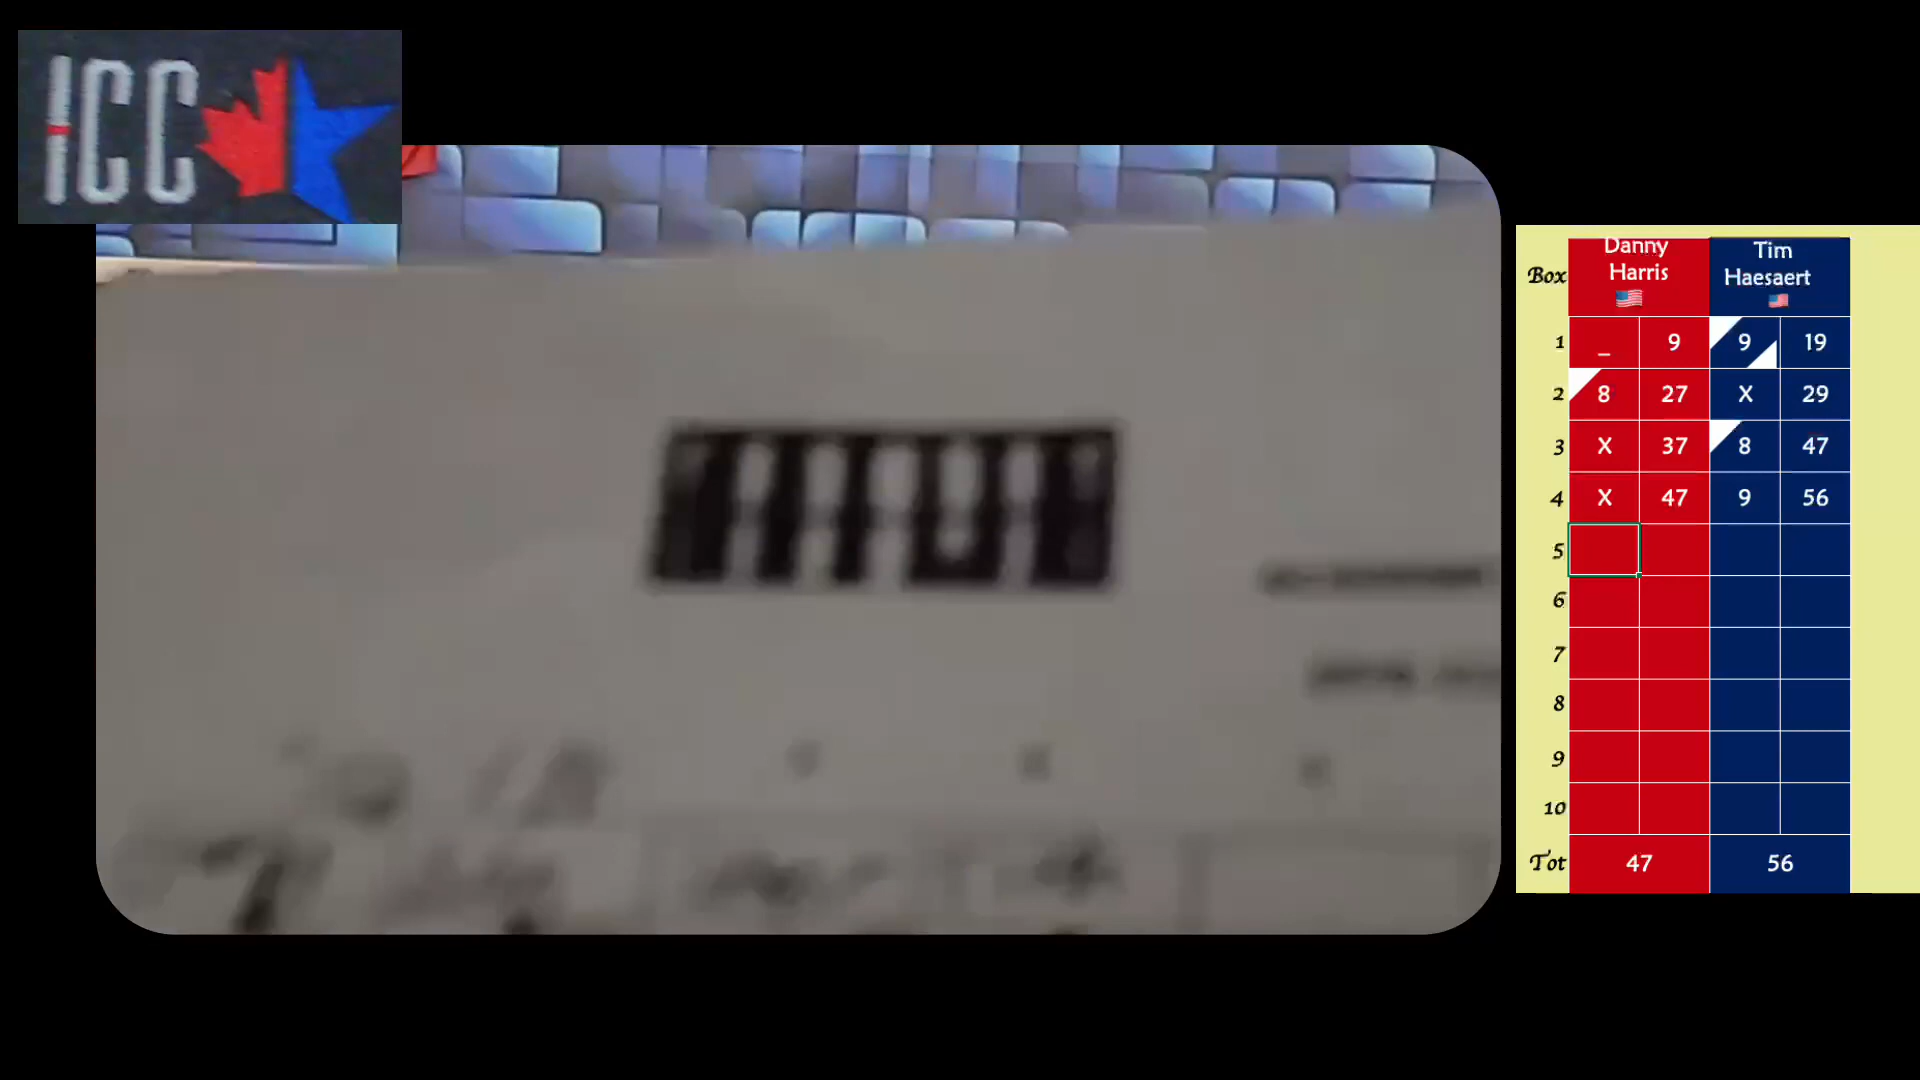 ICC
Box Danny Harris Tim Haesaert
1 _ 9 9 19
2 8 27 X 29
3 X 37 8 47
4 X 47 9 56
5
6
7
8
9
10
Tot 47 56